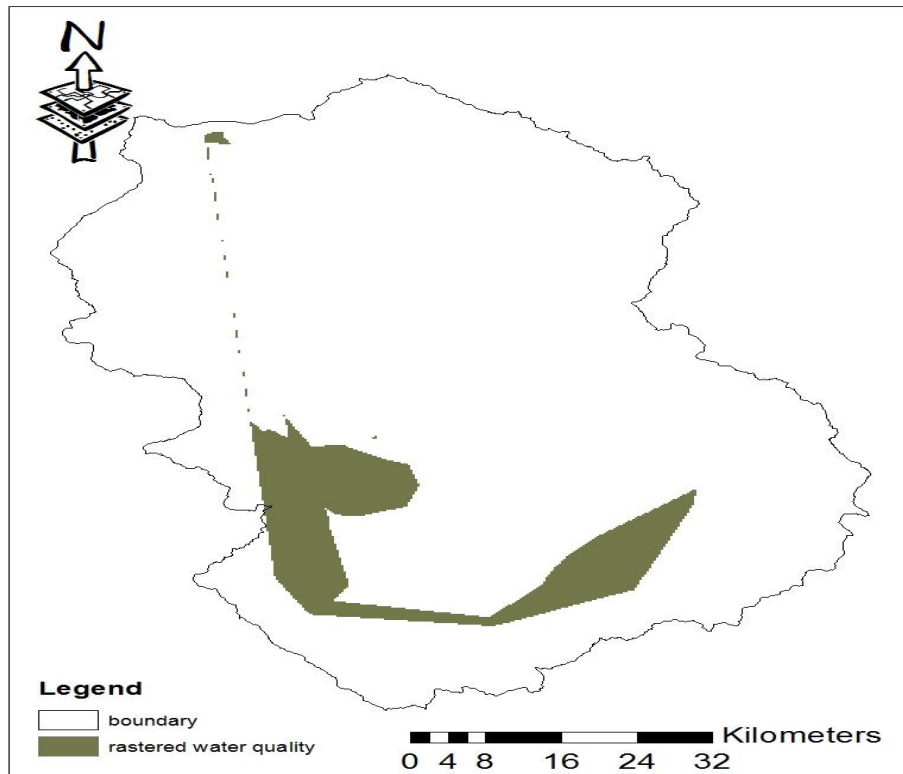 N
Legend
boundary
rastered water quality
Kilometers
0 4 8 16 24 32